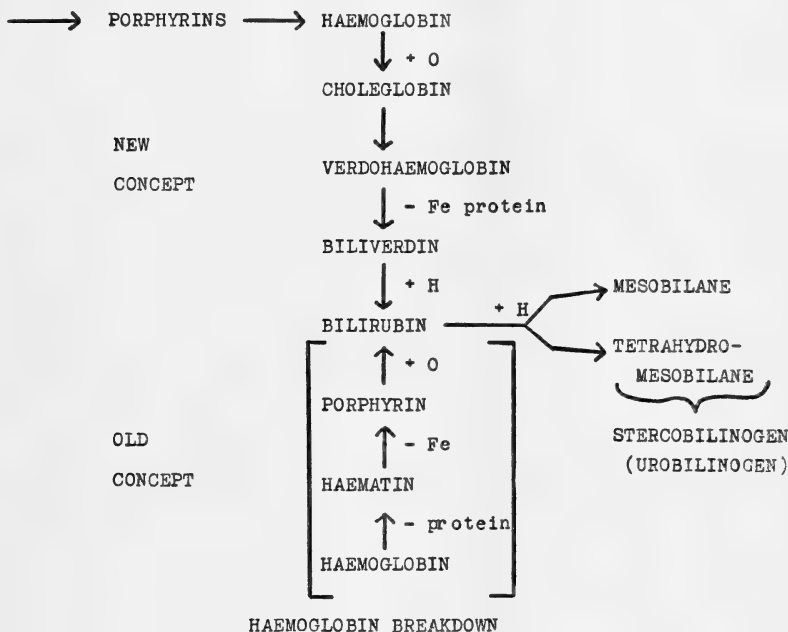 PORPHYRINS HAEMOGLOBIN
+ O
CHOLEGLOBIN
NEW
CONCEPT
VERDOHAEMOGLOBIN
- Fe protein
BILIVERDIN
+ H
BILIRUBIN
+ H
MESOBILANE
TETRAHYDRO-
MESOBILANE
STERCOBILINOGEN
(UROBILINOGEN)
+ O
PORPHYRIN
OLD
CONCEPT
- Fe
HAEMATIN
- protein
HAEMOGLOBIN
HAEMOGLOBIN BREAKDOWN